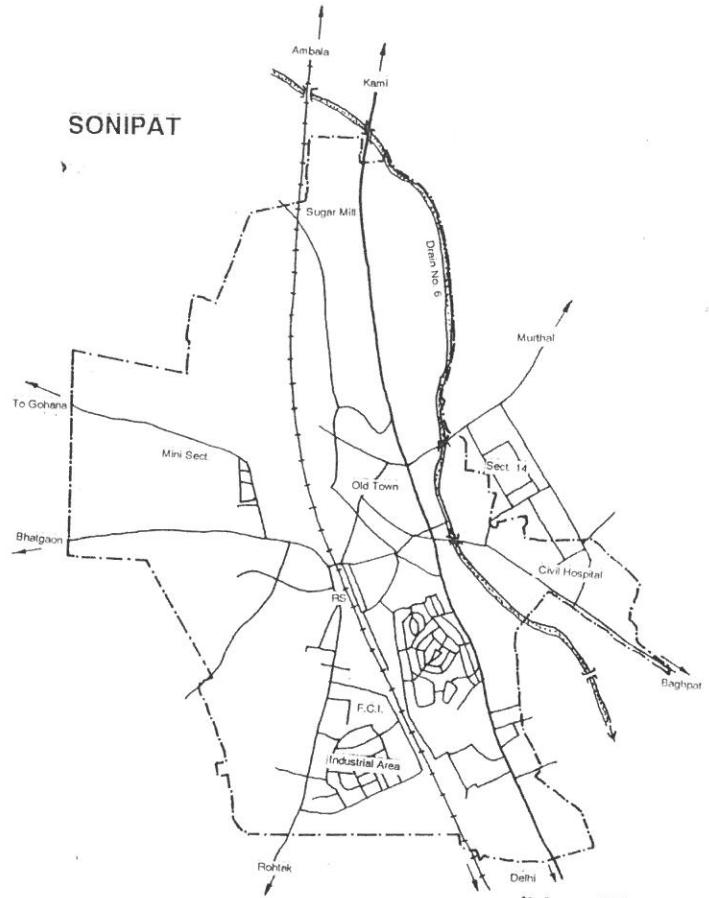 Ambala
Kami
SONIPAT
Sugar Mill
Drain No. 6
Murthal
To Gohana
Mini Sect.
Sect. 14
Old Town
Bhatgaon
Civil Hospital
RS
Baghpat
F.C.I.
Industrial Area
Rohtak
Delhi